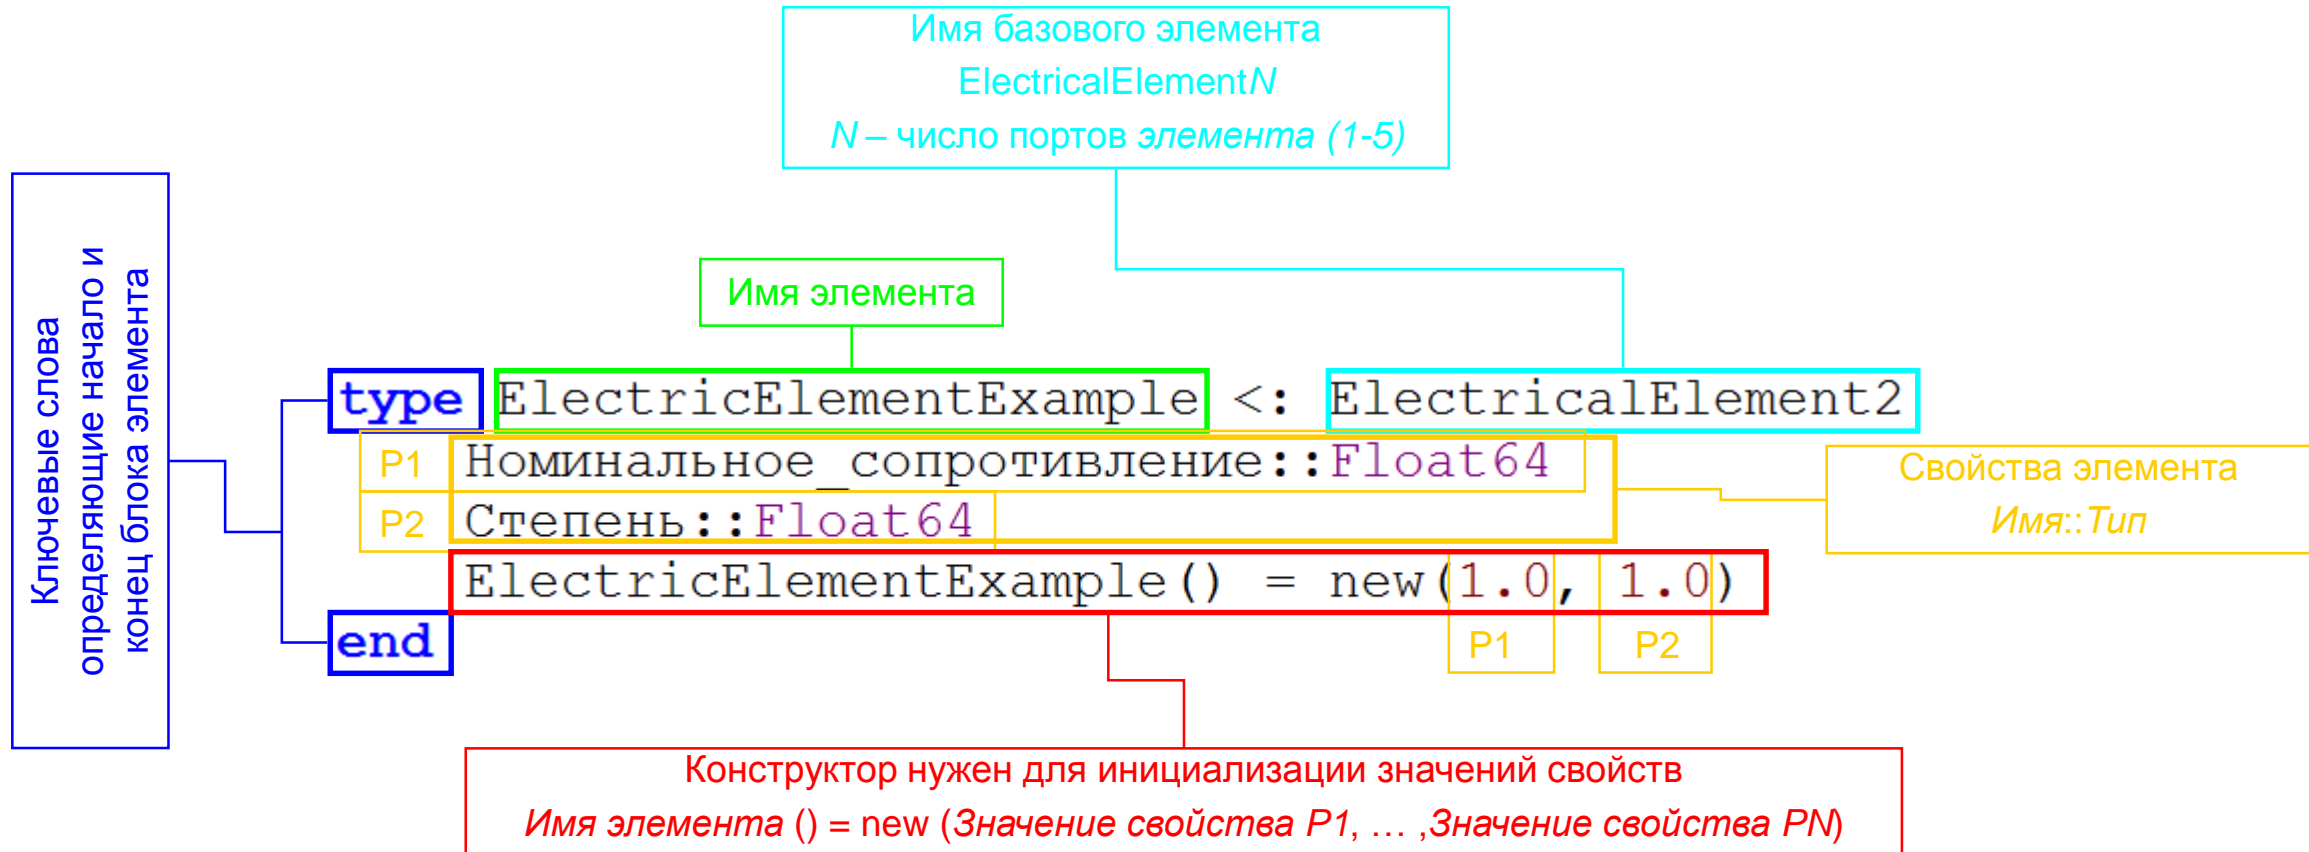 Имя базового элемента
ElectricalElementN
N – число портов элемента (1-5)
Ключевые слова
определяющие начало и
конец блока элемента
Имя элемента
type ElectricElementExample <: ElectricalElement2
P1 Номинальное_сопротивление::Float64
P2 Степень::Float64
Свойства элемента
Имя::Тип
ElectricElementExample() = new(1.0, 1.0)
end
P1 P2
Конструктор нужен для инициализации значений свойств
Имя элемента () = new (Значение свойства P1, … ,Значение свойства PN)